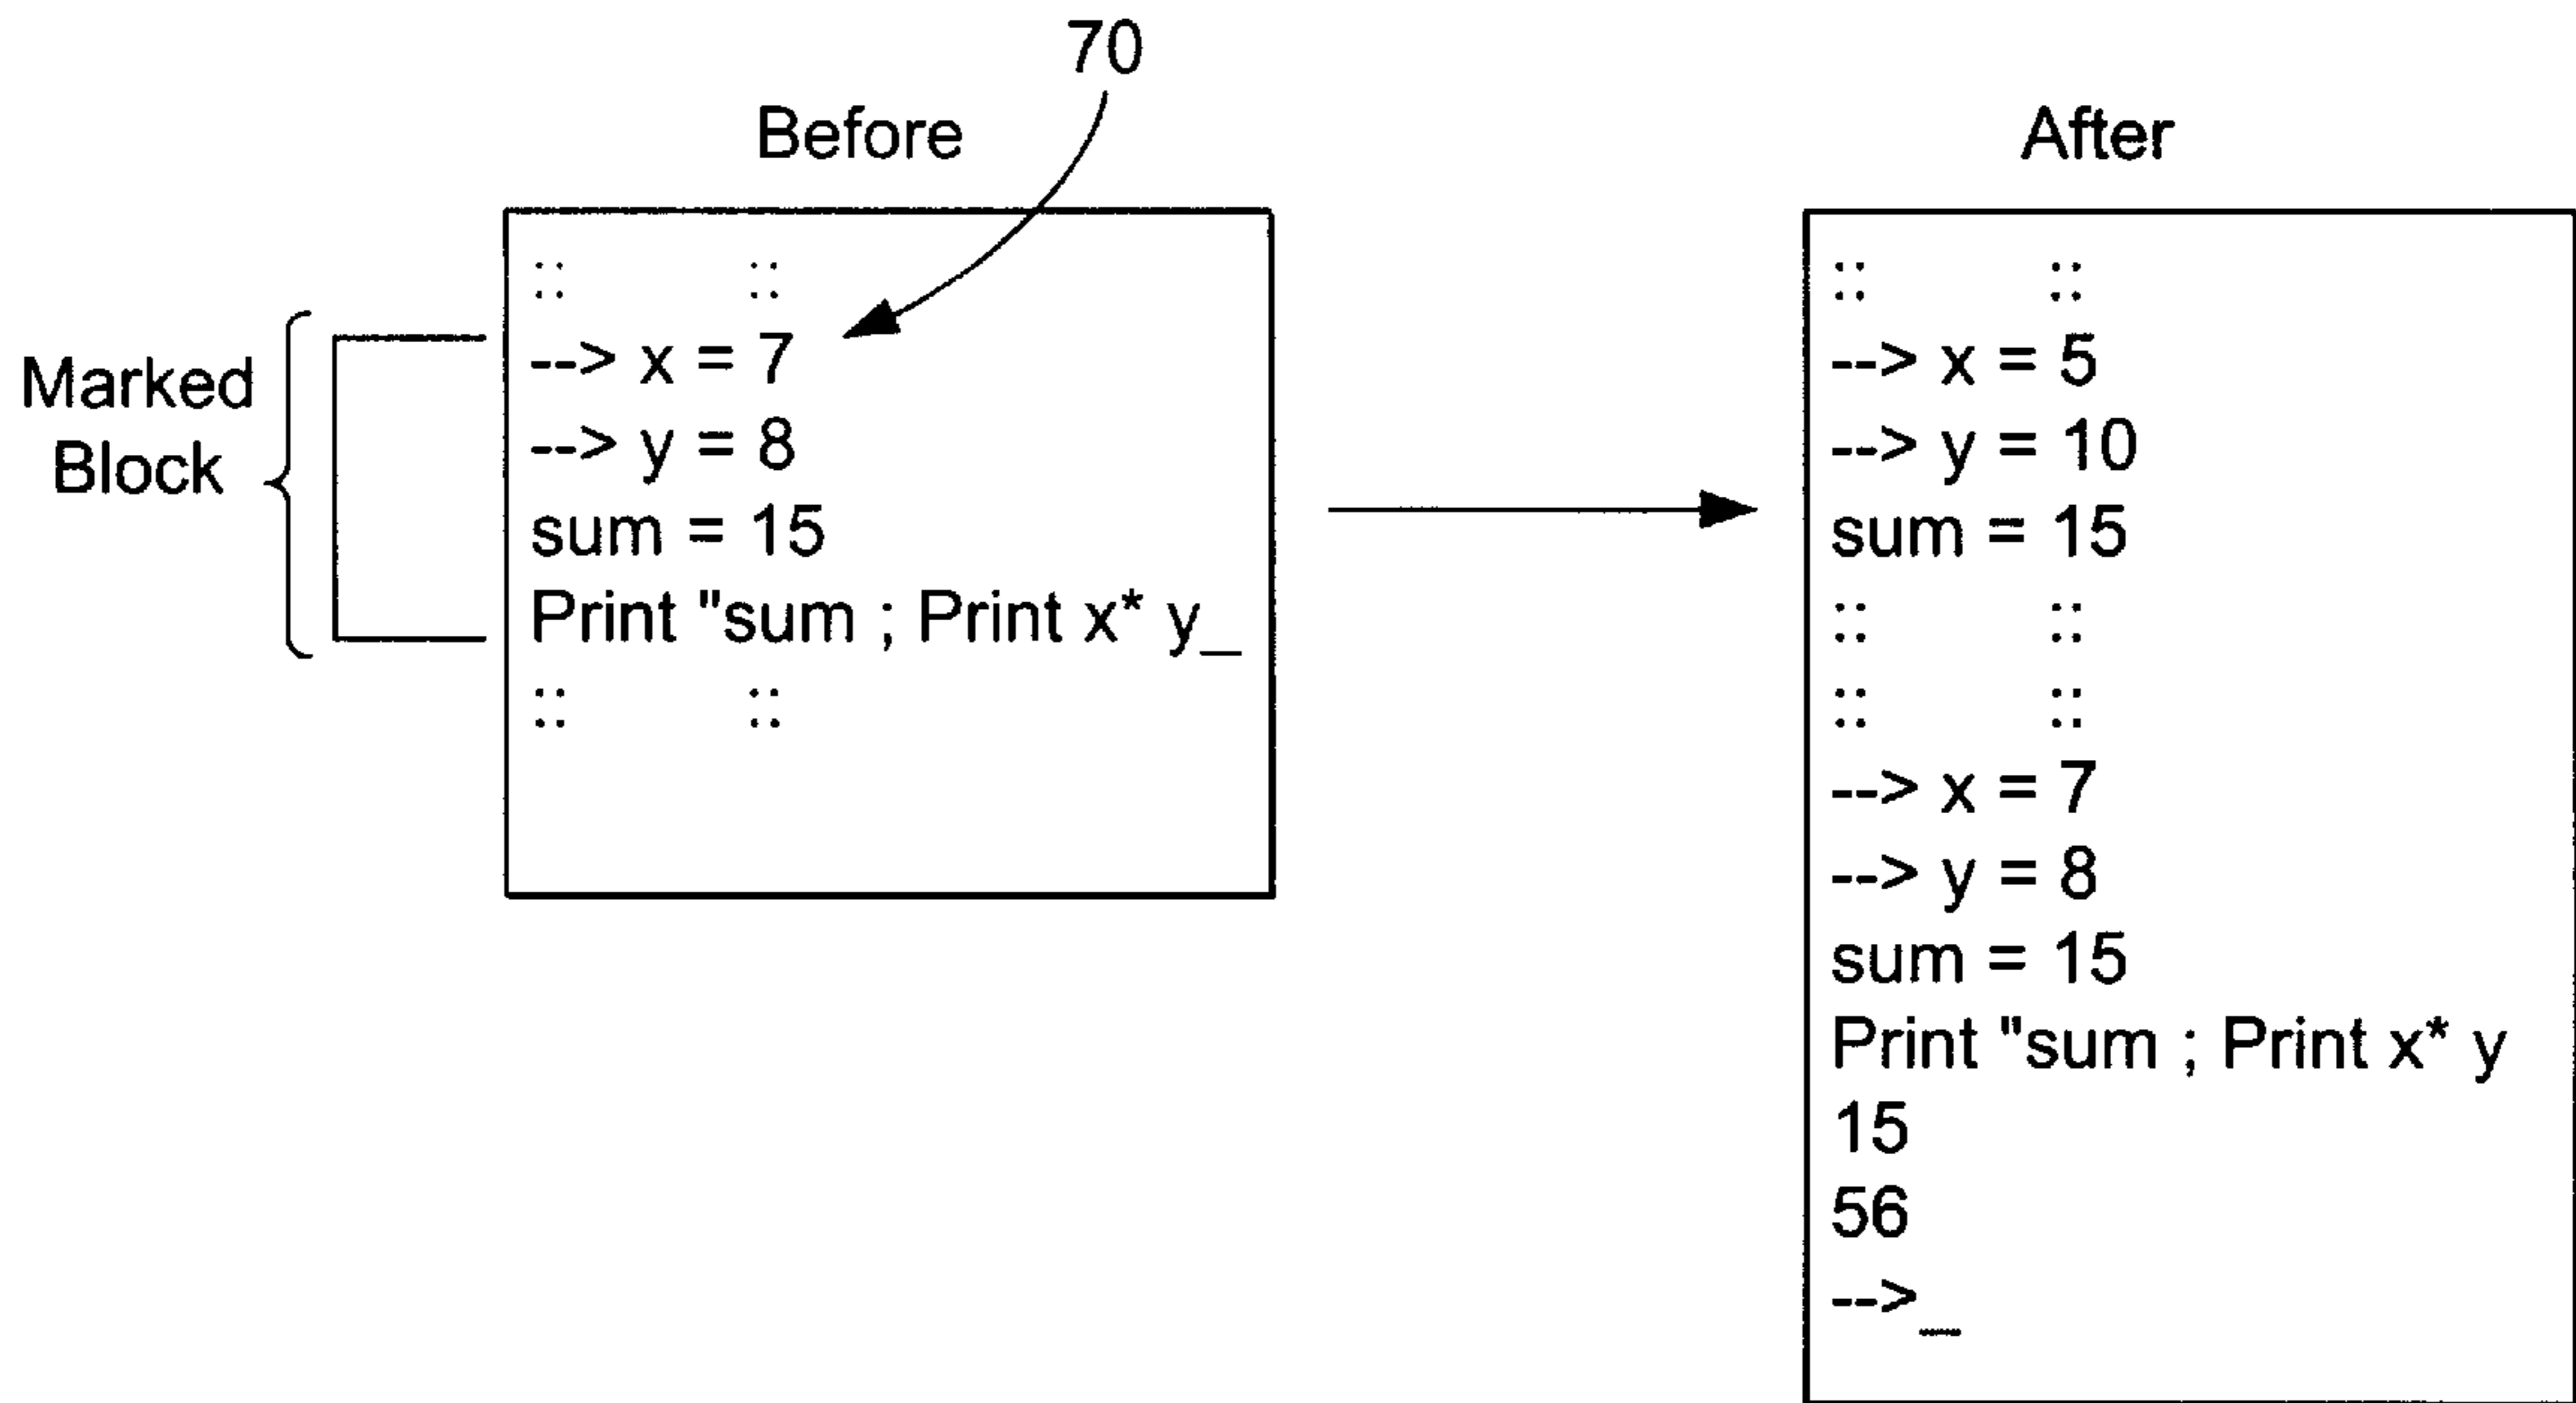 70
Before
After
Marked
Block
:: ::
--> x = 7
--> y = 8
sum = 15
Print "sum ; Print x* y_
:: ::
:: ::
--> x = 5
--> y = 10
sum = 15
:: ::
:: ::
--> x = 7
--> y = 8
sum = 15
Print "sum ; Print x* y
15
56
-->_